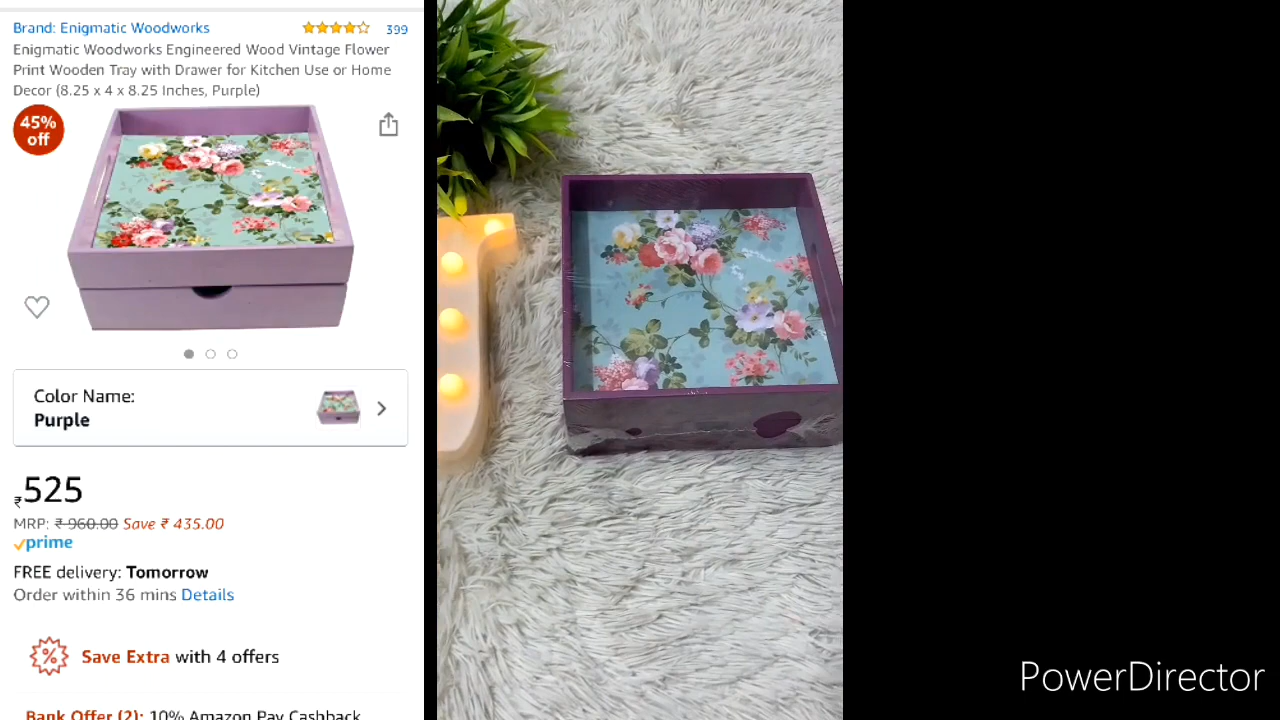 Brand: Enigmatic Woodworks
399
Enigmatic Woodworks Engineered Wood Vintage Flower
Print Wooden Tray with Drawer for Kitchen Use or Home
Decor (8.25 x 4 x 8.25 Inches, Purple)
45%
off
Color Name:
Purple
₹525
MRP: ₹ 960.00 Save ₹ 435.00
prime
FREE delivery: Tomorrow
Order within 36 mins Details
% Save Extra with 4 offers
Bank Offer (2): 10% Amazon Pay Cashback
PowerDirector